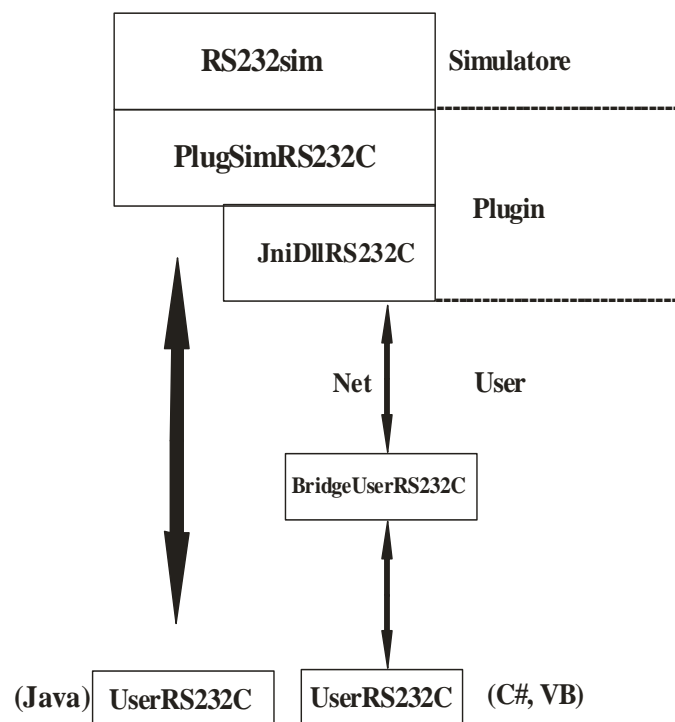 RS232sim
Simulatore
PlugSimRS232C
Plugin
JniDllRS232C
Net
User
BridgeUserRS232C
(Java)
UserRS232C
UserRS232C
(C#, VB)